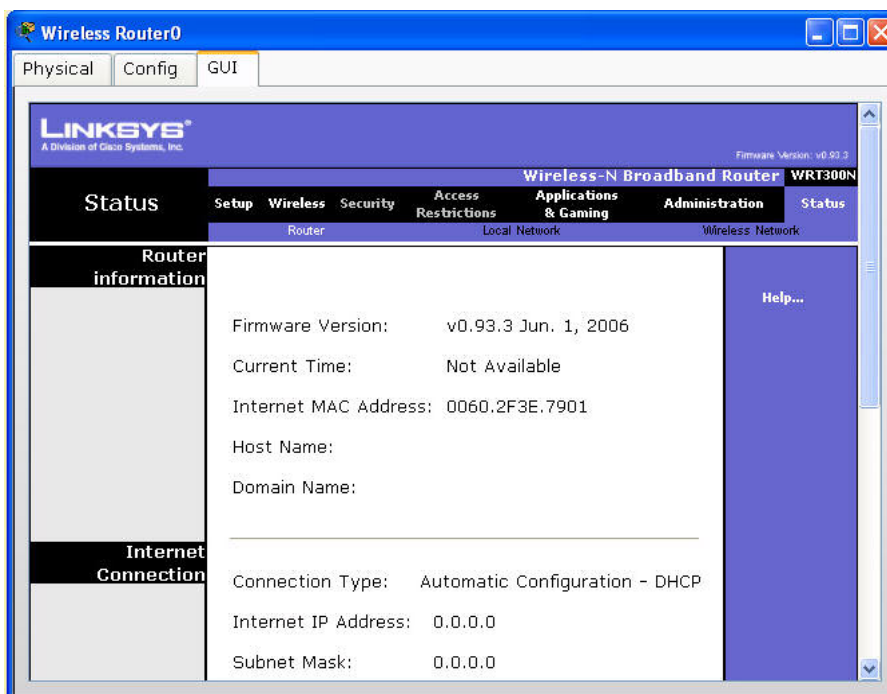 Wireless Router0
Physical Config GUI
LINKSYS®
A Division of Cisco Systems, Inc.
Firmware Version: v0.93.3
Wireless-N Broadband Router WRT300N
Status
Setup Wireless Security Access Restrictions Applications & Gaming Administration Status
Router Local Network Wireless Network
Router information
Help...
Firmware Version: v0.93.3 Jun. 1, 2006
Current Time: Not Available
Internet MAC Address: 0060.2F3E.7901
Host Name:
Domain Name:
Internet Connection
Connection Type: Automatic Configuration - DHCP
Internet IP Address: 0.0.0.0
Subnet Mask: 0.0.0.0